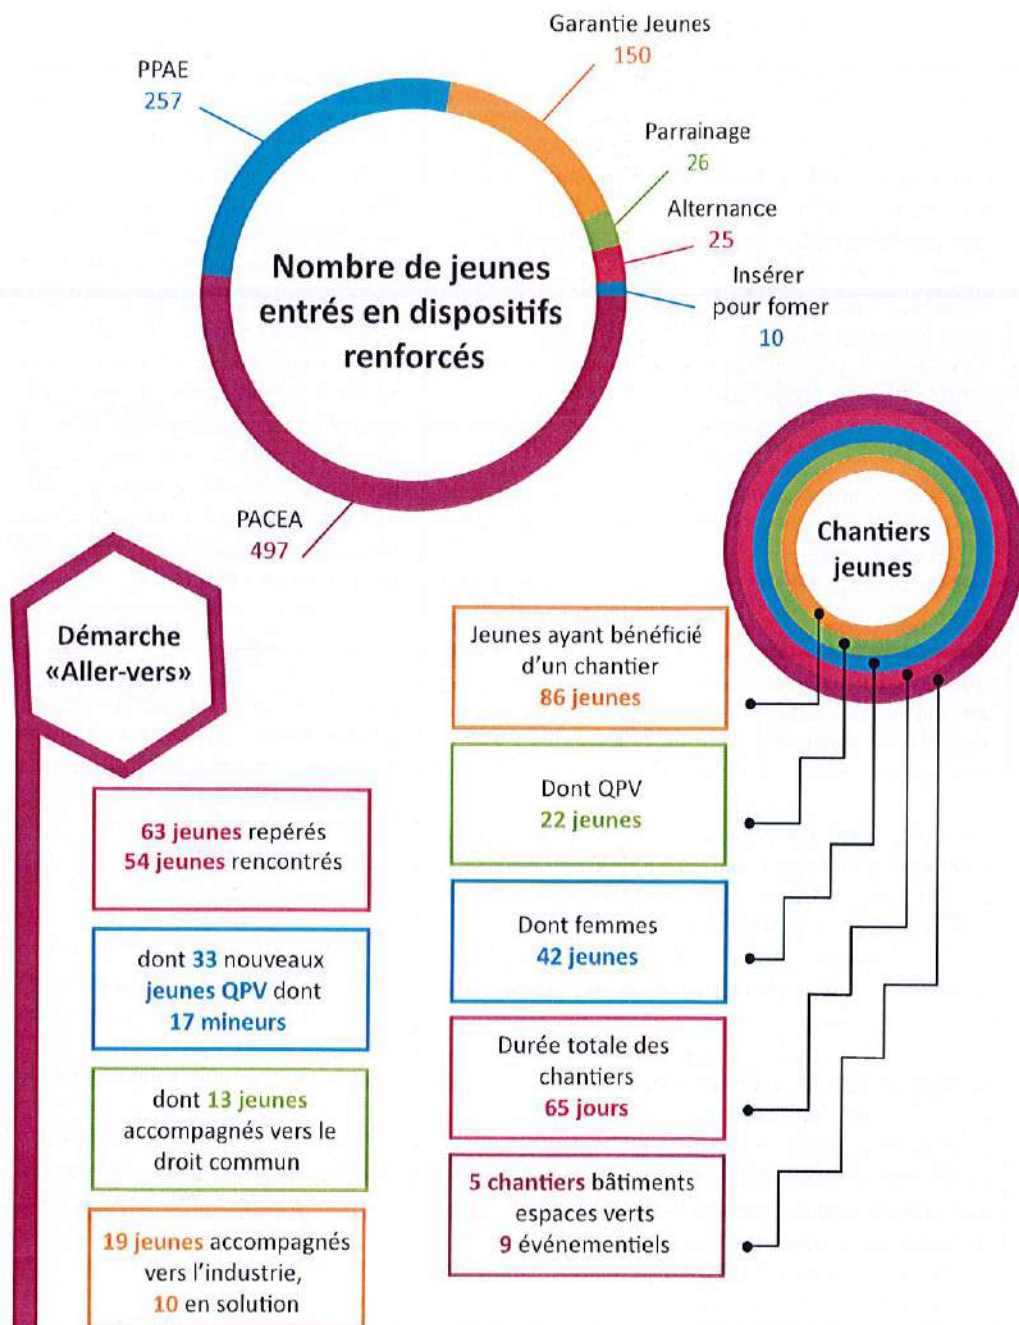 Garantie Jeunes
150
PPAE
257
Parrainage
26
Alternance
25
Insérer
pour fomer
10
Nombre de jeunes
entrés en dispositifs
renforcés
PACEA
497
Chantiers
jeunes
Démarche
«Aller-vers»
63 jeunes repérés
54 jeunes rencontrés
dont 33 nouveaux
jeunes QPV dont
17 mineurs
dont 13 jeunes
accompagnés vers le
droit commun
19 jeunes accompagnés
vers l'industrie,
10 en solution
Jeunes ayant bénéficié
d'un chantier
86 jeunes
Dont QPV
22 jeunes
Dont femmes
42 jeunes
Durée totale des
chantiers
65 jours
5 chantiers bâtiments
espaces verts
9 événementiels